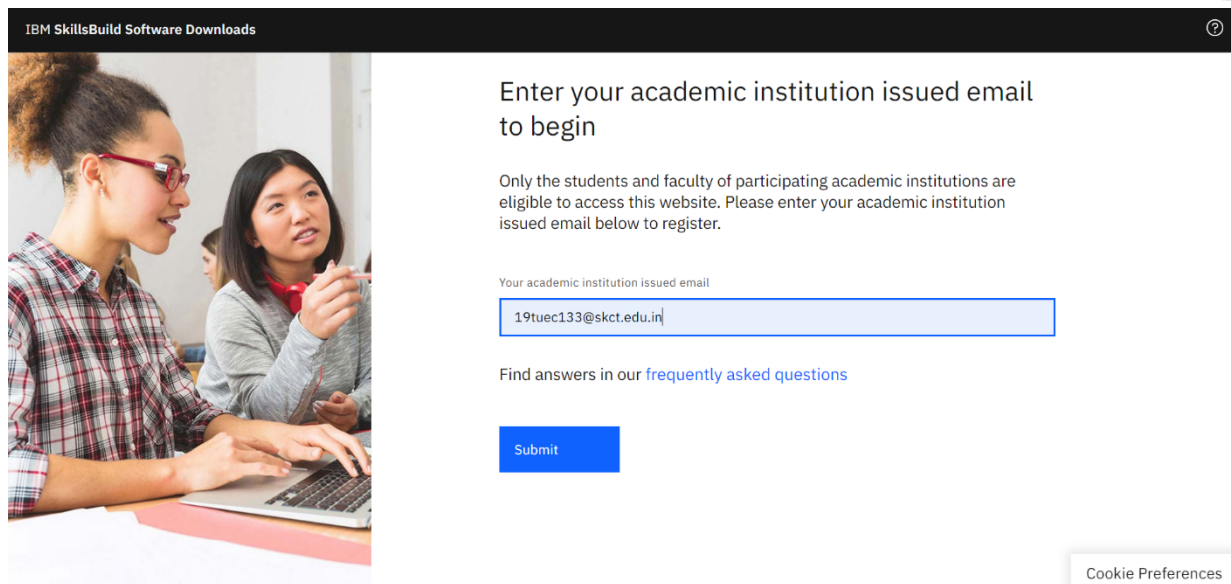 IBM SkillsBuild Software Downloads
Enter your academic institution issued email
to begin
Only the students and faculty of participating academic institutions are
eligible to access this website. Please enter your academic institution
issued email below to register.
Your academic institution issued email
19tuec133@skct.edu.in
Find answers in our frequently asked questions
Submit
Cookie Preferences